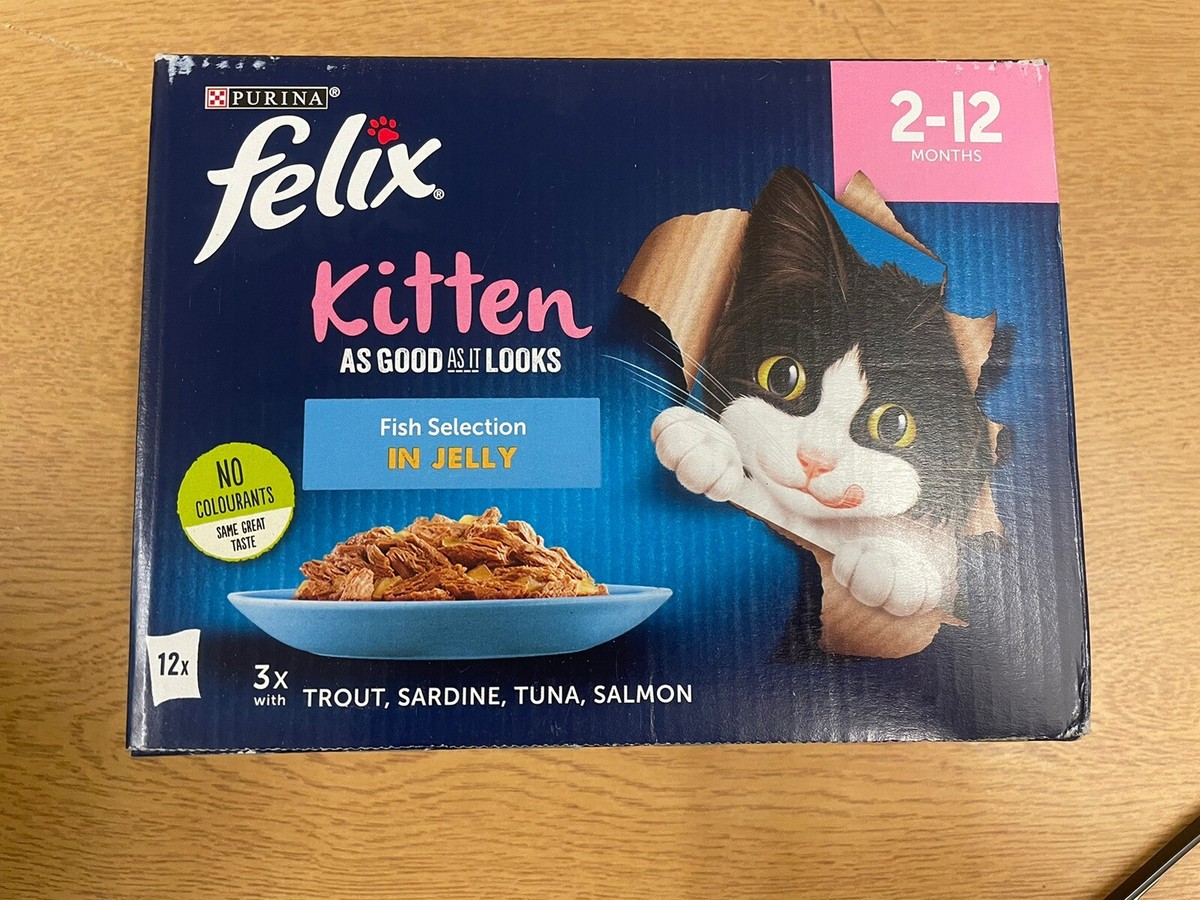 PURINA®
felix®
Kitten
AS GOOD AS IT LOOKS
Fish Selection
IN JELLY
2-12
MONTHS
NO
COLOURANTS
SAME GREAT
TASTE
12x
3x
with TROUT, SARDINE, TUNA, SALMON